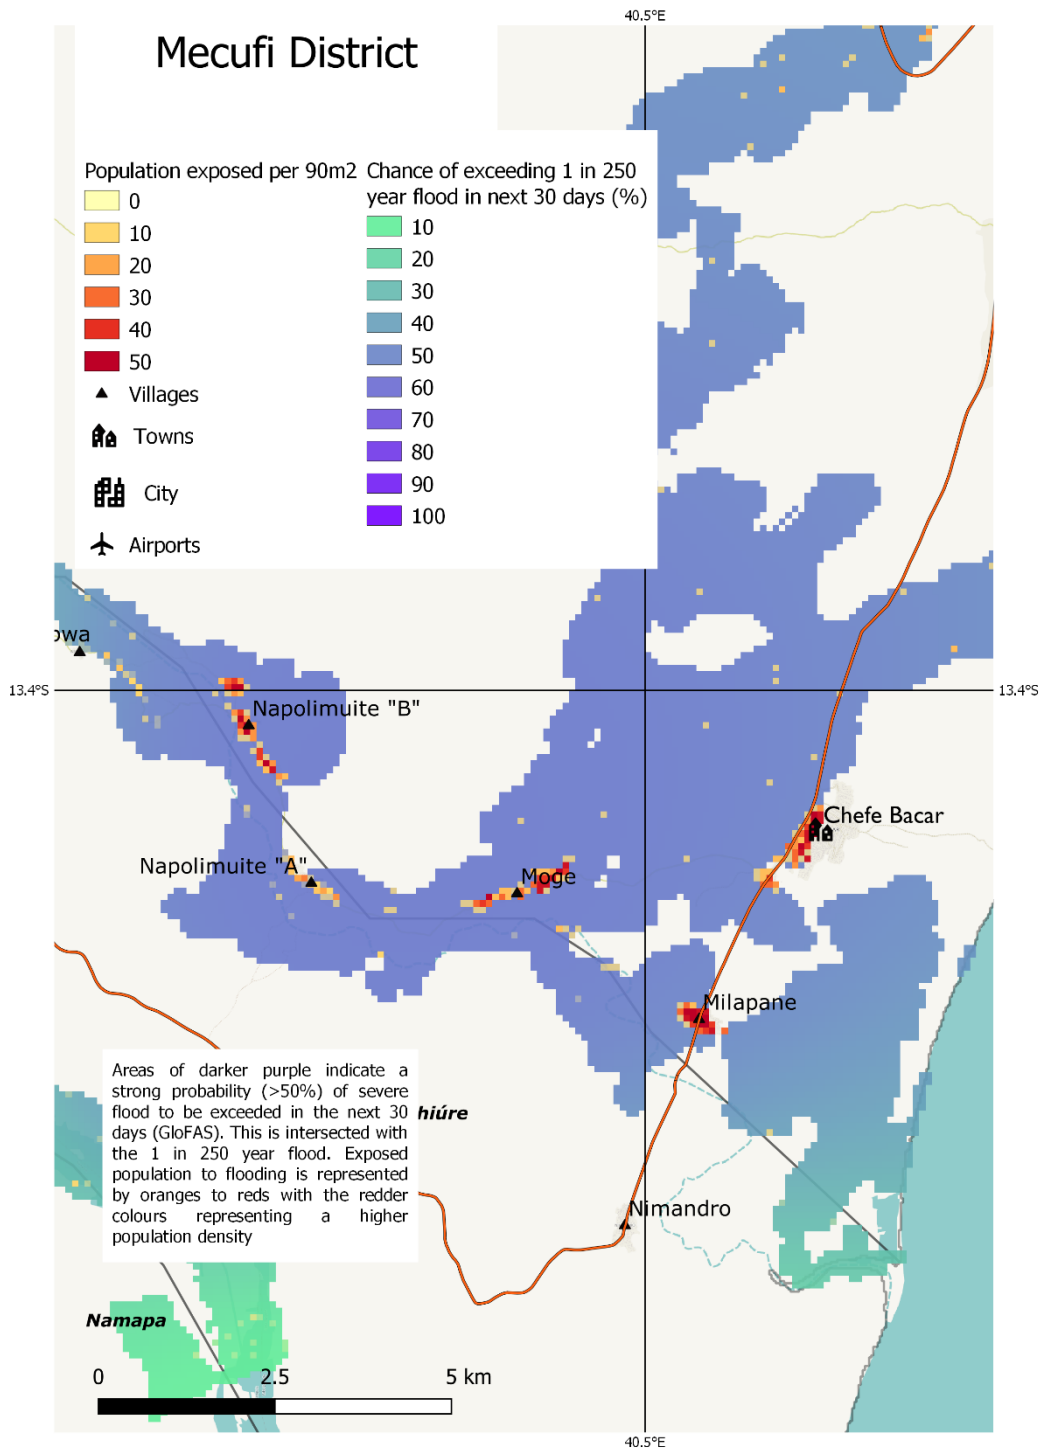 40.5°E
Mecufi District
Population exposed per 90m2
0
10
20
30
40
50
Villages
Towns
City
Airports
Chance of exceeding 1 in 250
year flood in next 30 days (%)
10
20
30
40
50
60
70
80
90
100
13.4°S
13.4°S
Napolimuite "B"
Chefe Bacar
Napolimuite "A"
Moge
Milapane
Areas of darker purple indicate a
strong probability (>50%) of severe
flood to be exceeded in the next 30
days (GloFAS). This is intersected with
the 1 in 250 year flood. Exposed
population to flooding is represented
by oranges to reds with the redder
colours representing a higher
population density
hiúre
Nimandro
Namapa
0 2.5 5 km
40.5°E